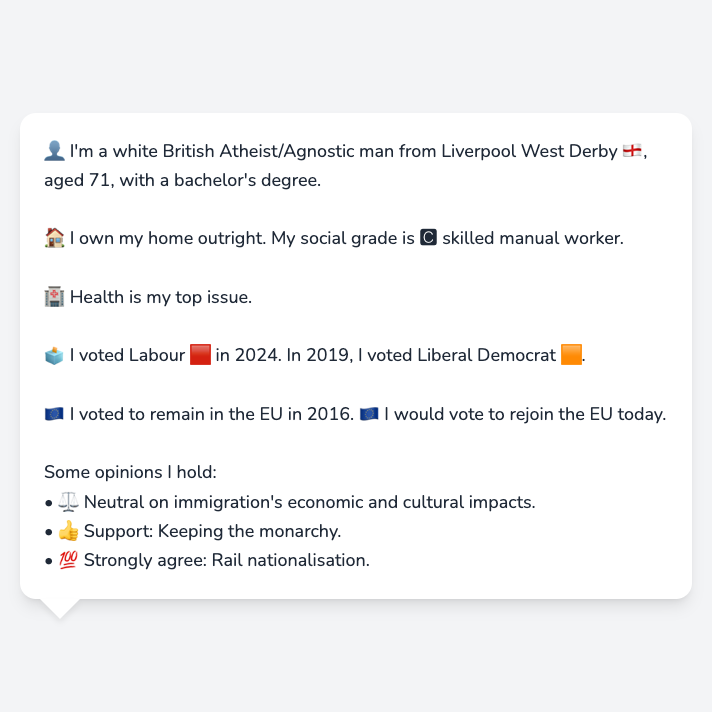 👤 I'm a white British Atheist/Agnostic man from Liverpool West Derby 🏴󠁧󠁢󠁥󠁮󠁧󠁿,
aged 71, with a bachelor's degree.
🏠 I own my home outright. My social grade is 🅲 skilled manual worker.
🏥 Health is my top issue.
🗳️ I voted Labour 🟥 in 2024. In 2019, I voted Liberal Democrat 🟧.
🇪🇺 I voted to remain in the EU in 2016. 🇪🇺 I would vote to rejoin the EU today.
Some opinions I hold:
• ⚖️ Neutral on immigration's economic and cultural impacts.
• 👍 Support: Keeping the monarchy.
• 💯 Strongly agree: Rail nationalisation.